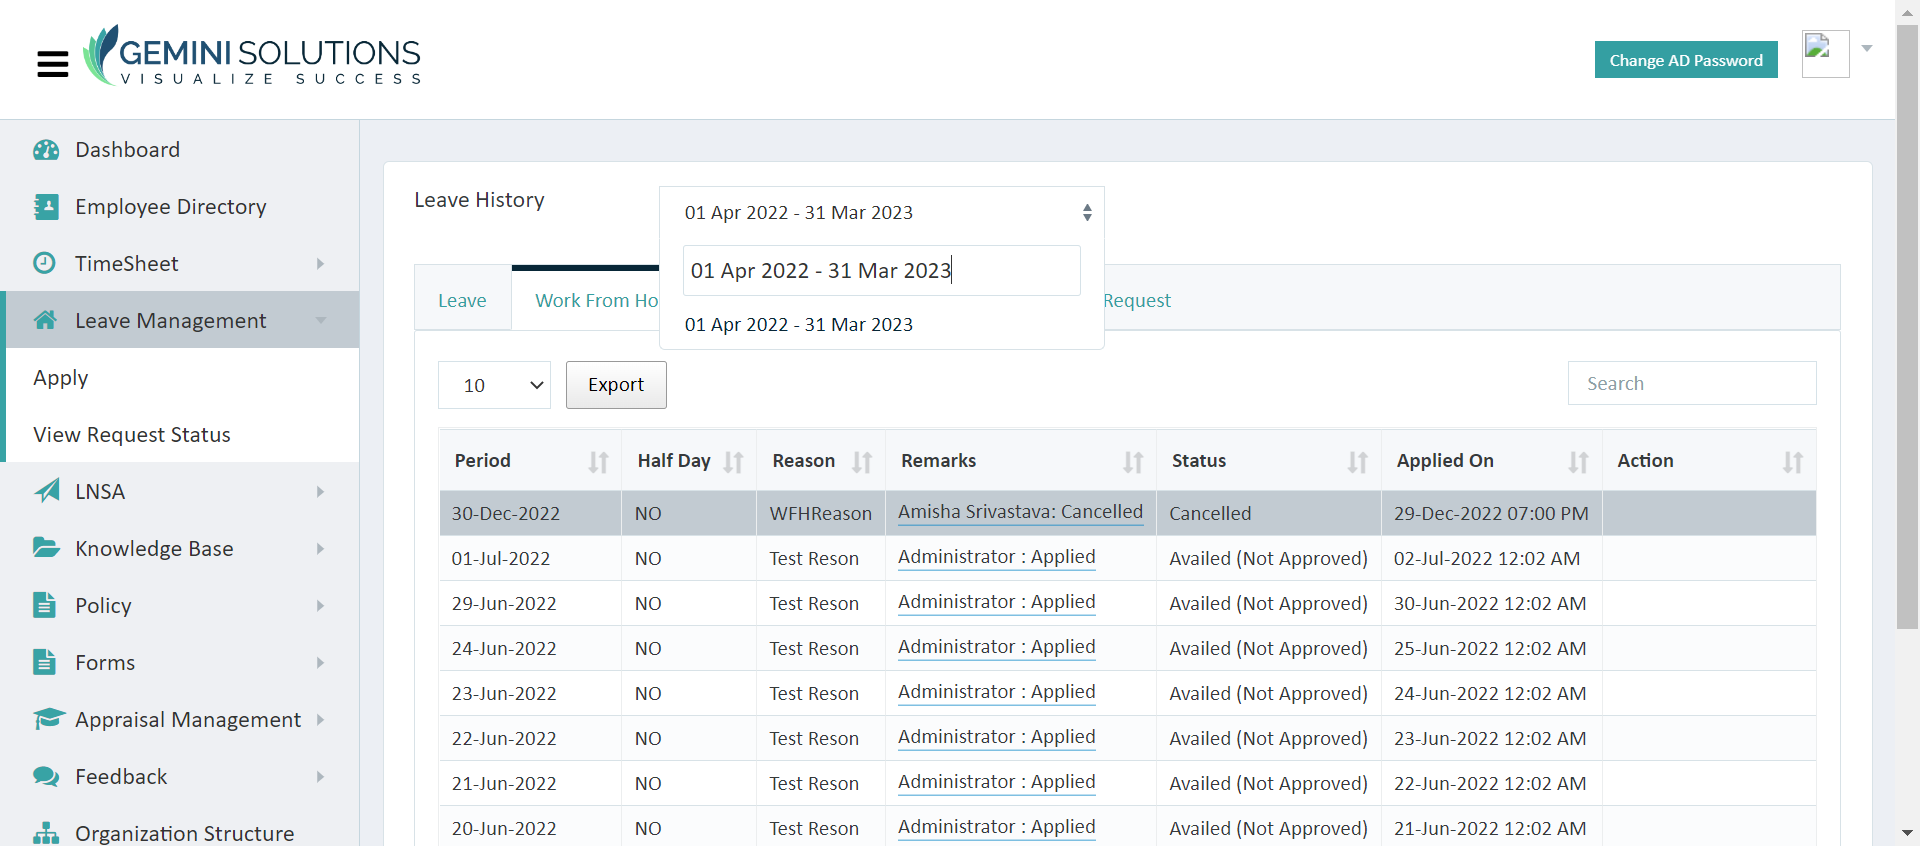 GEMINI SOLUTIONS
VISUALIZE SUCCESS
Change AD Password
Dashboard
Employee Directory
TimeSheet
Leave Management
Apply
View Request Status
LNSA
Knowledge Base
Policy
Forms
Appraisal Management
Feedback
Organization Structure
Leave History
01 Apr 2022 - 31 Mar 2023
01 Apr 2022 - 31 Mar 2023
01 Apr 2022 - 31 Mar 2023
Leave Work From Ho Request
10 Export Search
Period Half Day Reason Remarks Status Applied On Action
30-Dec-2022 NO WFHReason Amisha Srivastava: Cancelled Cancelled 29-Dec-2022 07:00 PM
01-Jul-2022 NO Test Reson Administrator : Applied Availed (Not Approved) 02-Jul-2022 12:02 AM
29-Jun-2022 NO Test Reson Administrator : Applied Availed (Not Approved) 30-Jun-2022 12:02 AM
24-Jun-2022 NO Test Reson Administrator : Applied Availed (Not Approved) 25-Jun-2022 12:02 AM
23-Jun-2022 NO Test Reson Administrator : Applied Availed (Not Approved) 24-Jun-2022 12:02 AM
22-Jun-2022 NO Test Reson Administrator : Applied Availed (Not Approved) 23-Jun-2022 12:02 AM
21-Jun-2022 NO Test Reson Administrator : Applied Availed (Not Approved) 22-Jun-2022 12:02 AM
20-Jun-2022 NO Test Reson Administrator : Applied Availed (Not Approved) 21-Jun-2022 12:02 AM